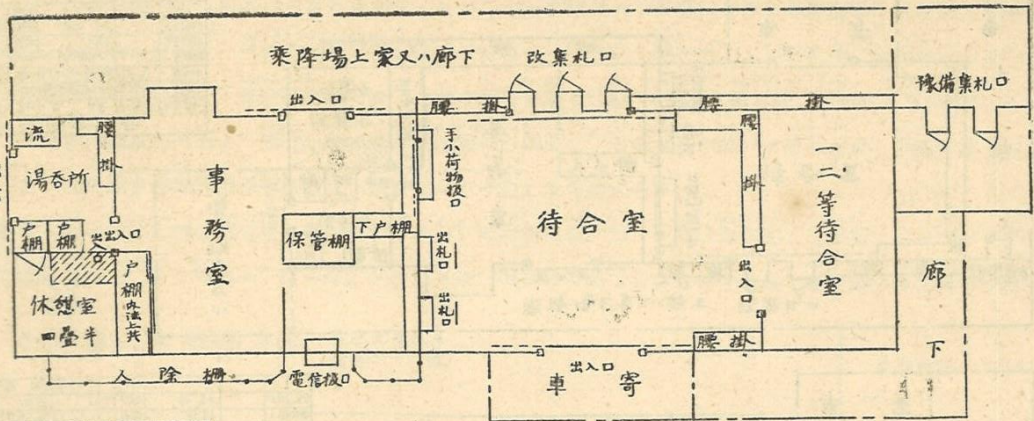 乗降場上家又ハ廊下
改集札口
豫備集札口
出入口
腰掛
腰掛
流
腰掛
湯呑所
戸棚
戸棚
出入口
事務室
保管棚
下戸棚
手小荷物扱口
出札口
出札口
待合室
腰掛
出入口
一二等待合室
廊下
休憩室
四疊半
戸棚内法上共
人除柵
電信扱口
出入口
車寄
腰掛